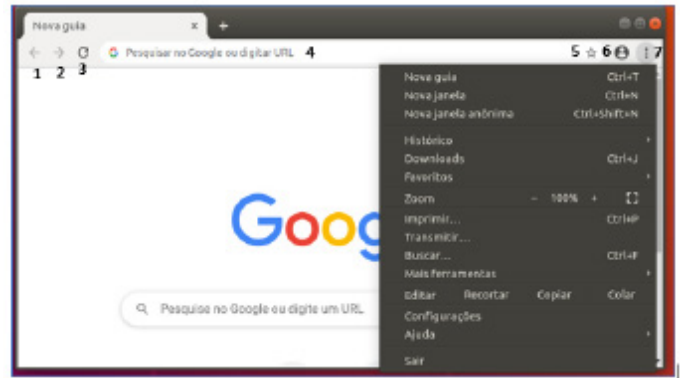 Nova guia x +
Pesquisar no Google ou digitar URL 4 5 6 7
1 2 3
Nova guia Ctrl+T
Nova janela Ctrl+N
Nova janela anônima Ctrl+Shift+N
Histórico
Downloads Ctrl+J
Favoritos
Zoom - 100% +
Imprimir... Ctrl+P
Transmitir...
Buscar... Ctrl+F
Mais ferramentas
Editar Recortar Copiar Colar
Configurações
Ajuda
Sair
Goog
Pesquise no Google ou digite um URL